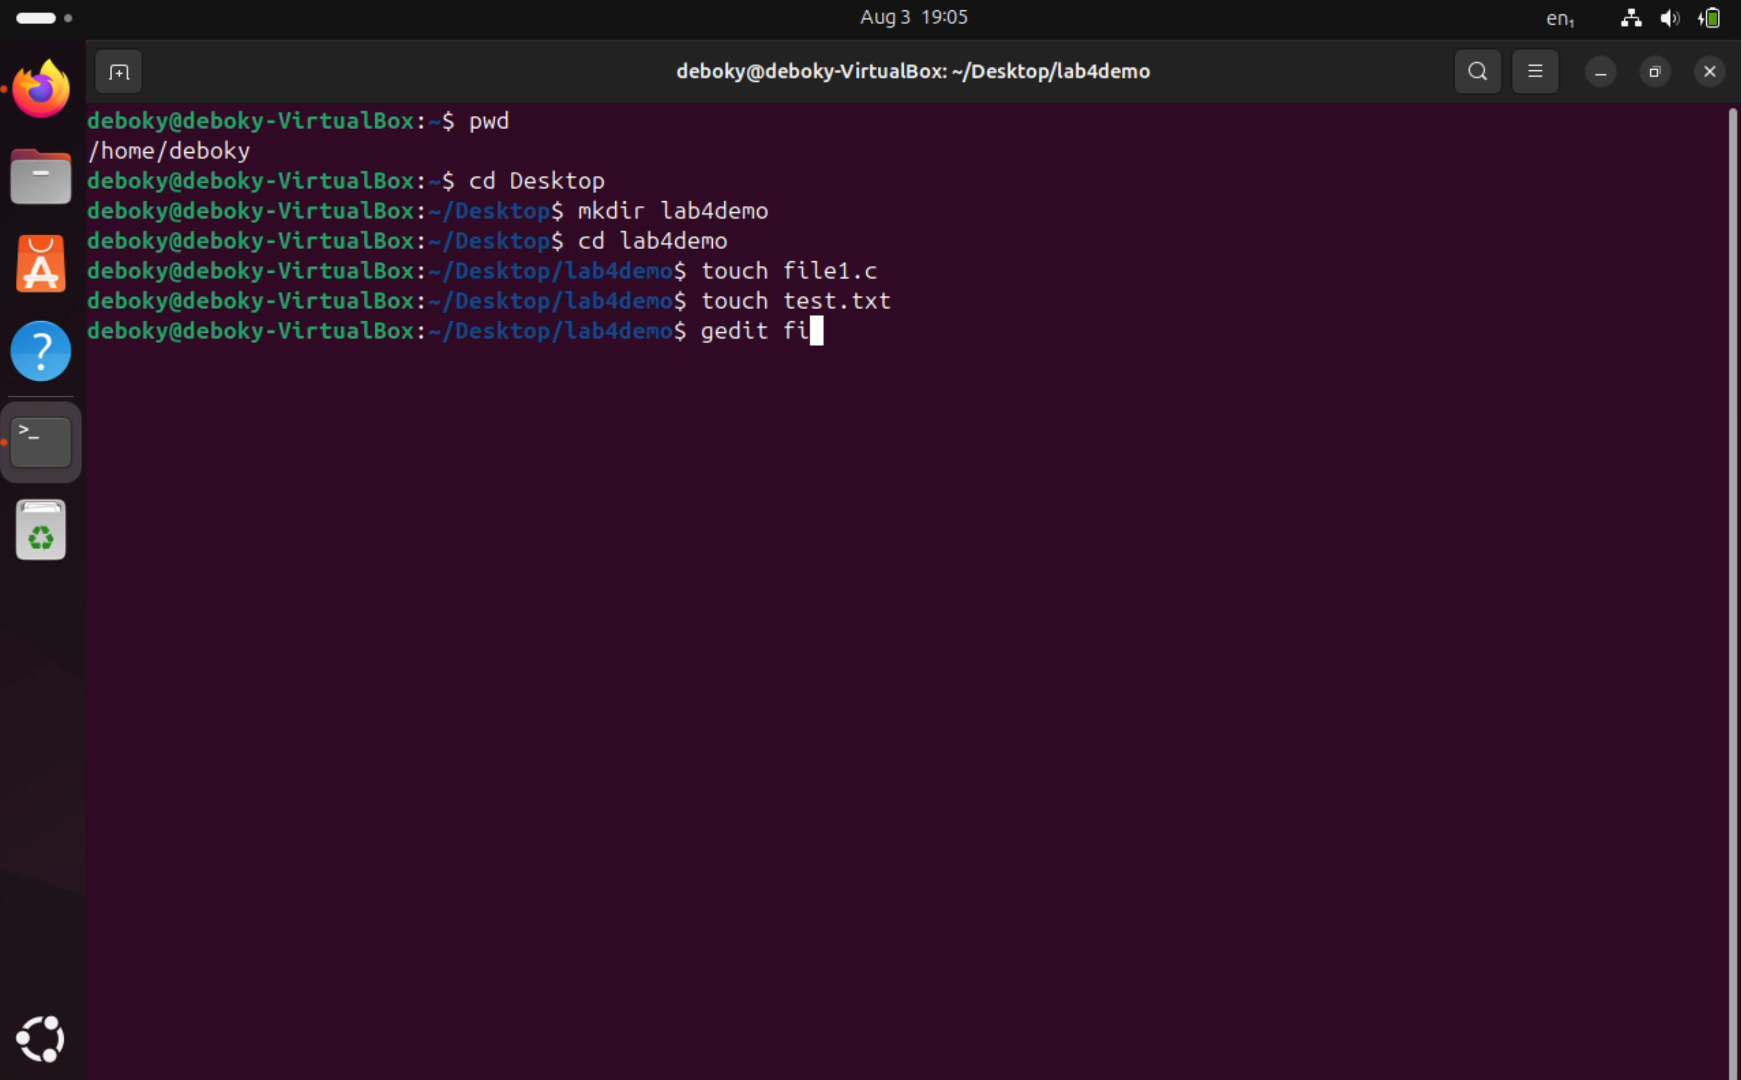 Aug 3 19:05
en₁
deboky@deboky-VirtualBox: ~/Desktop/lab4demo
deboky@deboky-VirtualBox:~$ pwd
/home/deboky
deboky@deboky-VirtualBox:~$ cd Desktop
deboky@deboky-VirtualBox:~/Desktop$ mkdir lab4demo
deboky@deboky-VirtualBox:~/Desktop$ cd lab4demo
deboky@deboky-VirtualBox:~/Desktop/lab4demo$ touch file1.c
deboky@deboky-VirtualBox:~/Desktop/lab4demo$ touch test.txt
deboky@deboky-VirtualBox:~/Desktop/lab4demo$ gedit fi